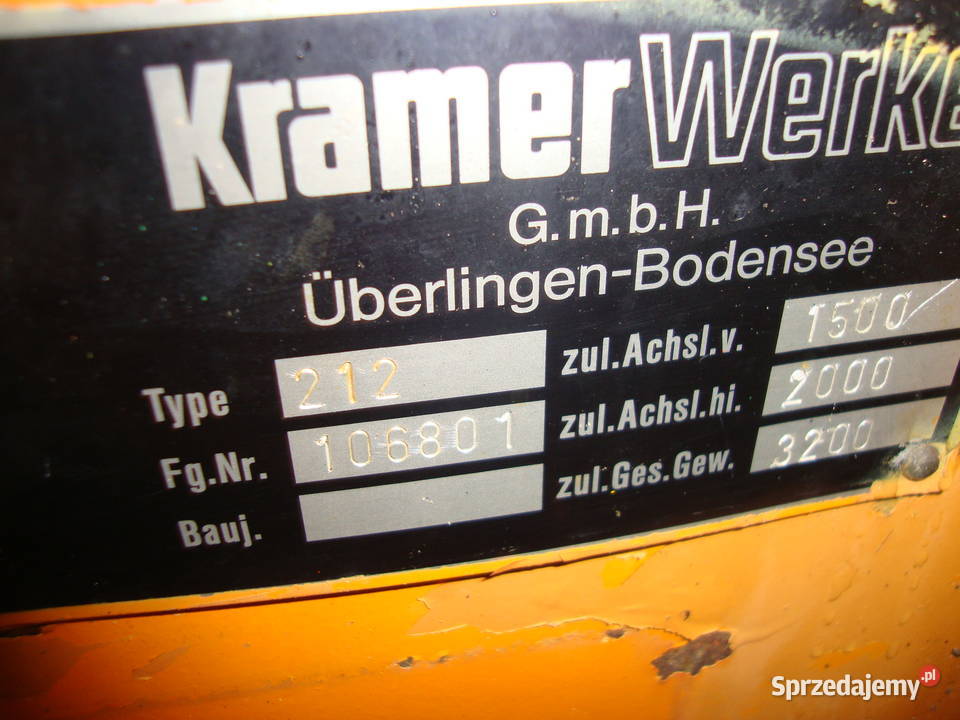 KramerWerke
G.m.b.H.
Überlingen-Bodensee
Type 212
Fg.Nr. 106801
Bauj.
zul.Achsl.v. 1500
zul.Achsl.hi. 2000
zul.Ges.Gew. 3200
Sprzedajemy.pl